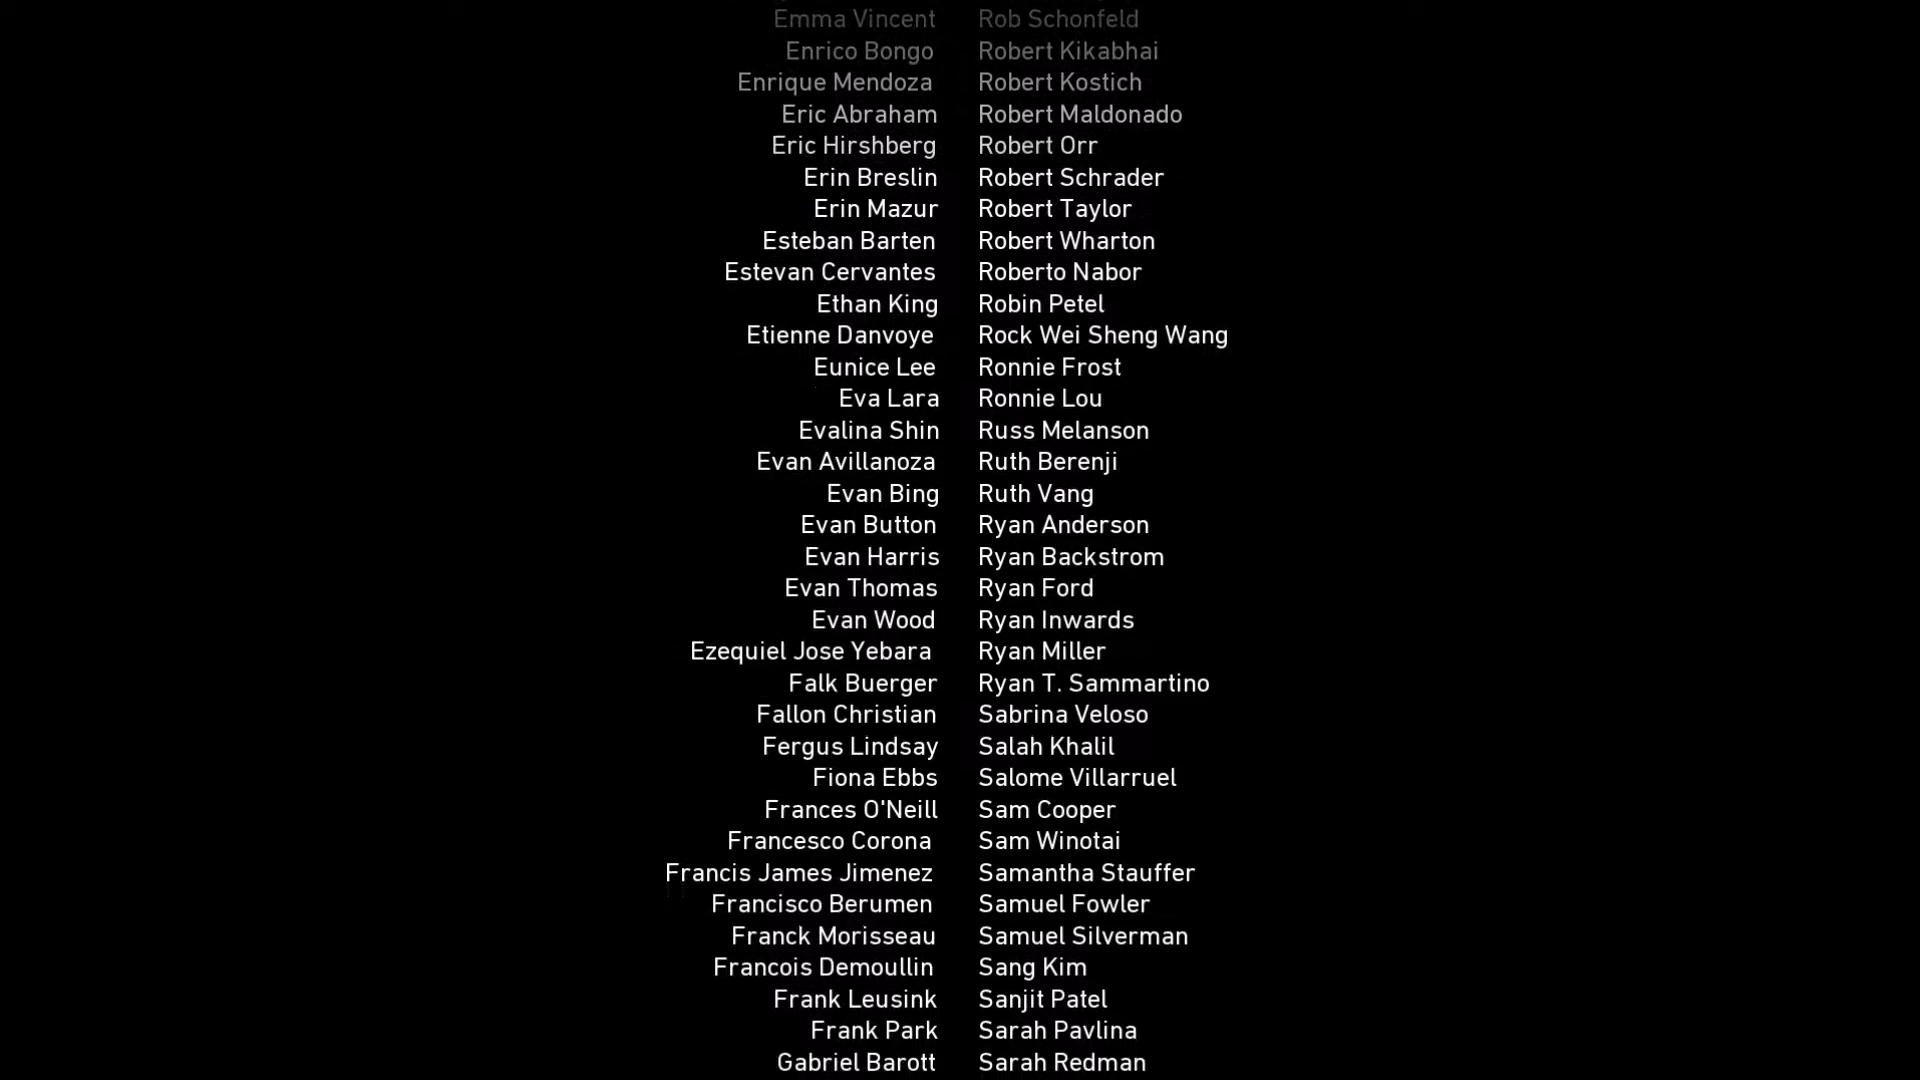 Emma Vincent Rob Schonfeld
Enrico Bongo Robert Kikabhai
Enrique Mendoza Robert Kostich
Eric Abraham Robert Maldonado
Eric Hirshberg Robert Orr
Erin Breslin Robert Schrader
Erin Mazur Robert Taylor
Esteban Barten Robert Wharton
Estevan Cervantes Roberto Nabor
Ethan King Robin Petel
Etienne Danvoye Rock Wei Sheng Wang
Eunice Lee Ronnie Frost
Eva Lara Ronnie Lou
Evalina Shin Russ Melanson
Evan Avillanoza Ruth Berenji
Evan Bing Ruth Vang
Evan Button Ryan Anderson
Evan Harris Ryan Backstrom
Evan Thomas Ryan Ford
Evan Wood Ryan Inwards
Ezequiel Jose Yebara Ryan Miller
Falk Buerger Ryan T. Sammartino
Fallon Christian Sabrina Veloso
Fergus Lindsay Salah Khalil
Fiona Ebbs Salome Villarruel
Frances O'Neill Sam Cooper
Francesco Corona Sam Winotai
Francis James Jimenez Samantha Stauffer
Francisco Berumen Samuel Fowler
Franck Morisseau Samuel Silverman
Francois Demoullin Sang Kim
Frank Leusink Sanjit Patel
Frank Park Sarah Pavlina
Gabriel Barott Sarah Redman